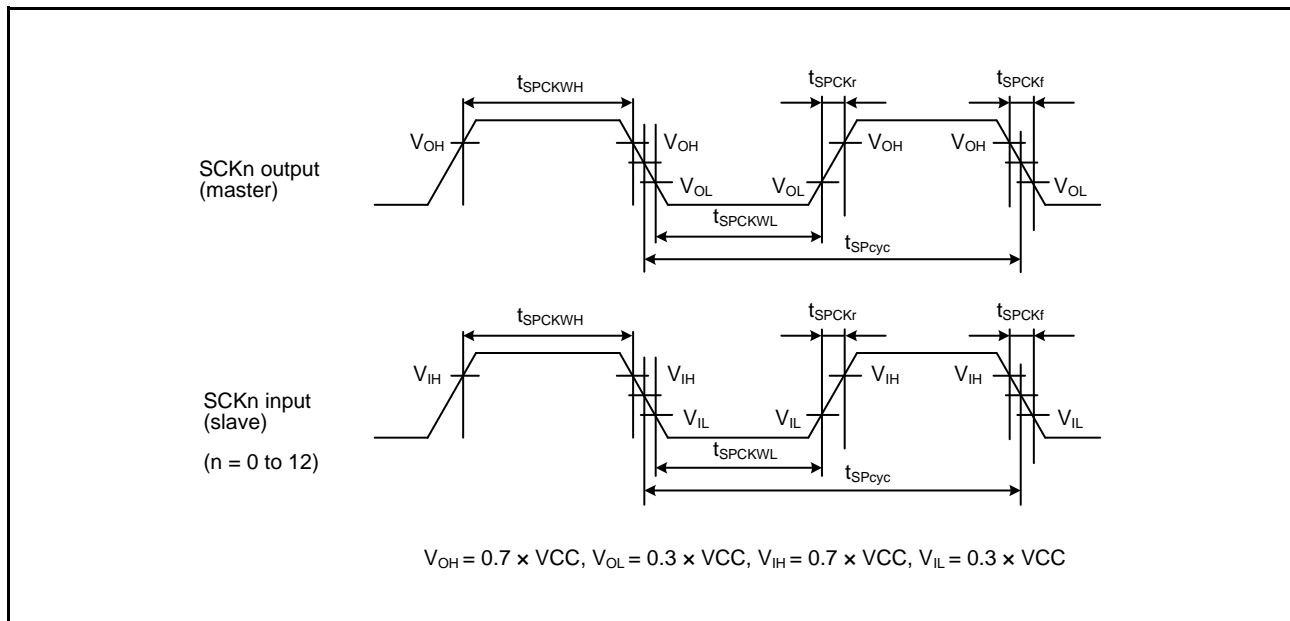 tSPCKWH tSPCKr tSPCKf
VOH VOH VOH VOH
SCKn output
(master)
VOL VOL VOL
tSPCKWL
tSPcyc
tSPCKWH tSPCKr tSPCKf
VIH VIH VIH VIH
SCKn input
(slave)
VIL VIL VIL
(n = 0 to 12)
tSPCKWL
tSPcyc
VOH = 0.7 × VCC, VOL = 0.3 × VCC, VIH = 0.7 × VCC, VIL = 0.3 × VCC